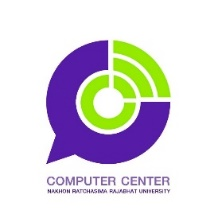 COMPUTER CENTER
NAKHON RATCHASIMA RAJABHAT UNIVERSITY